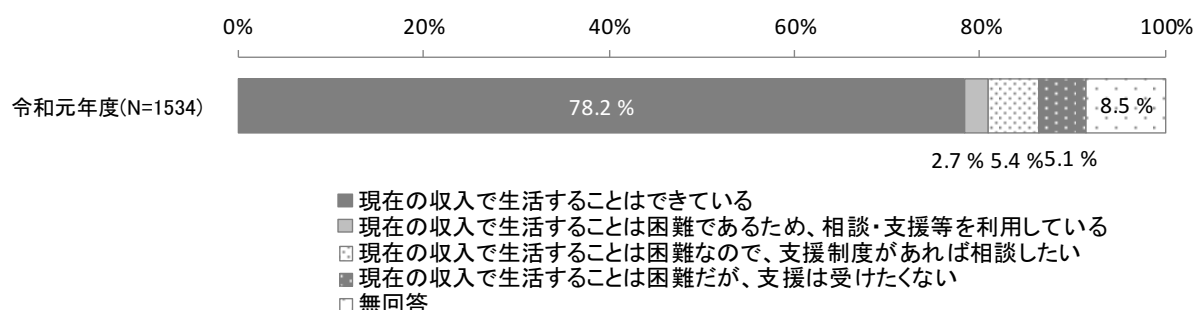 0% 20% 40% 60% 80% 100%
令和元年度(N=1534) 78.2 % 8.5 %
2.7 % 5.4 % 5.1 %
現在の収入で生活することはできている
現在の収入で生活することは困難であるため、相談・支援等を利用している
現在の収入で生活することは困難なので、支援制度があれば相談したい
現在の収入で生活することは困難だが、支援は受けたくない
無回答